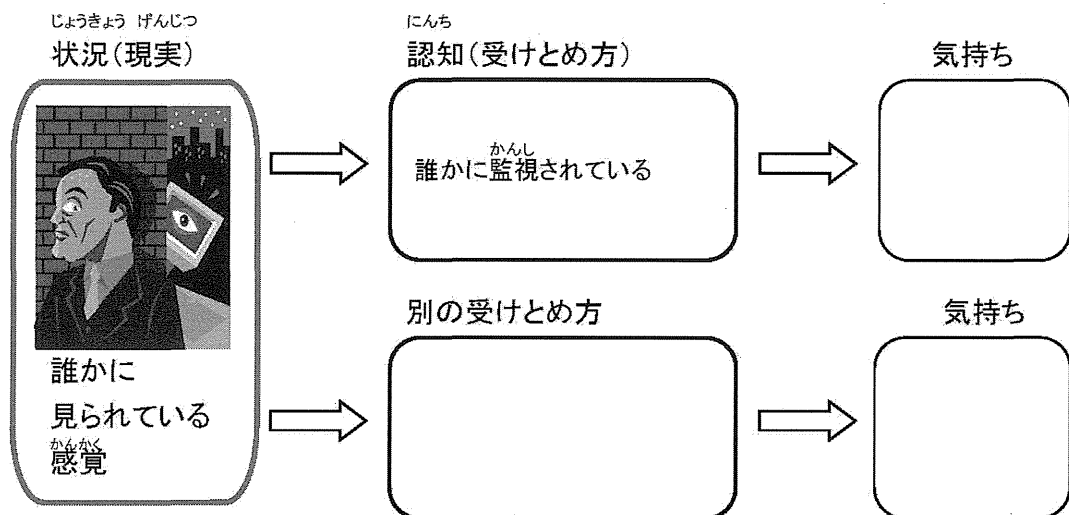 じょうきょう げんじつ
状況(現実)
にんち
認知(受けとめ方)
気持ち
かんし
誰かに監視されている
別の受けとめ方
気持ち
誰かに
見られている
かんかく
感覚